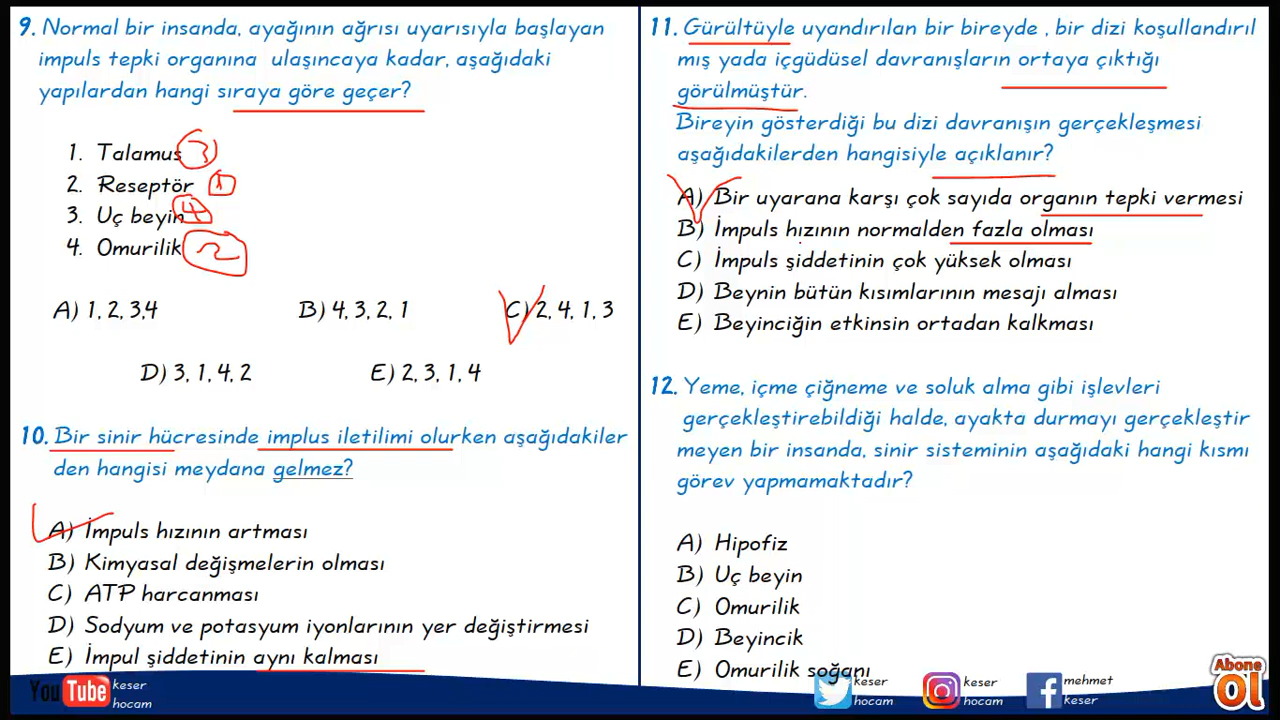 9. Normal bir insanda, ayağının ağrısı uyarısıyla başlayan
impuls tepki organına ulaşıncaya kadar, aşağıdaki
yapılardan hangi sıraya göre geçer?
1. Talamus 3
2. Reseptör 1
3. Uç beyin 4
4. Omurilik 2
A) 1, 2, 3,4 B) 4, 3, 2, 1 C) 2, 4, 1, 3
D) 3, 1, 4, 2 E) 2, 3, 1, 4
10. Bir sinir hücresinde implus iletilimi olurken aşağıdakiler
den hangisi meydana gelmez?
A) İmpuls hızının artması
B) Kimyasal değişmelerin olması
C) ATP harcanması
D) Sodyum ve potasyum iyonlarının yer değiştirmesi
E) İmpul şiddetinin aynı kalması
11. Gürültüyle uyandırılan bir bireyde , bir dizi koşullandırıl
mış yada içgüdüsel davranışların ortaya çıktığı
görülmüştür.
Bireyin gösterdiği bu dizi davranışın gerçekleşmesi
aşağıdakilerden hangisiyle açıklanır?
A) Bir uyarana karşı çok sayıda organın tepki vermesi
B) İmpuls hızının normalden fazla olması
C) İmpuls şiddetinin çok yüksek olması
D) Beynin bütün kısımlarının mesajı alması
E) Beyinciğin etkinsin ortadan kalkması
12. Yeme, içme çiğneme ve soluk alma gibi işlevleri
gerçekleştirebildiği halde, ayakta durmayı gerçekleştir
meyen bir insanda, sinir sisteminin aşağıdaki hangi kısmı
görev yapmamaktadır?
A) Hipofiz
B) Uç beyin
C) Omurilik
D) Beyincik
E) Omurilik soğanı
YouTube keser hocam
keser hocam
keser hocam
mehmet keser
Abone Ol